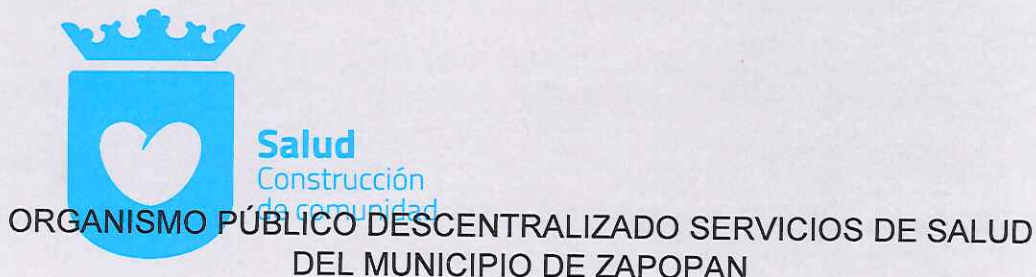 Salud
Construcción
de comunidad
ORGANISMO PÚBLICO DESCENTRALIZADO SERVICIOS DE SALUD
DEL MUNICIPIO DE ZAPOPAN